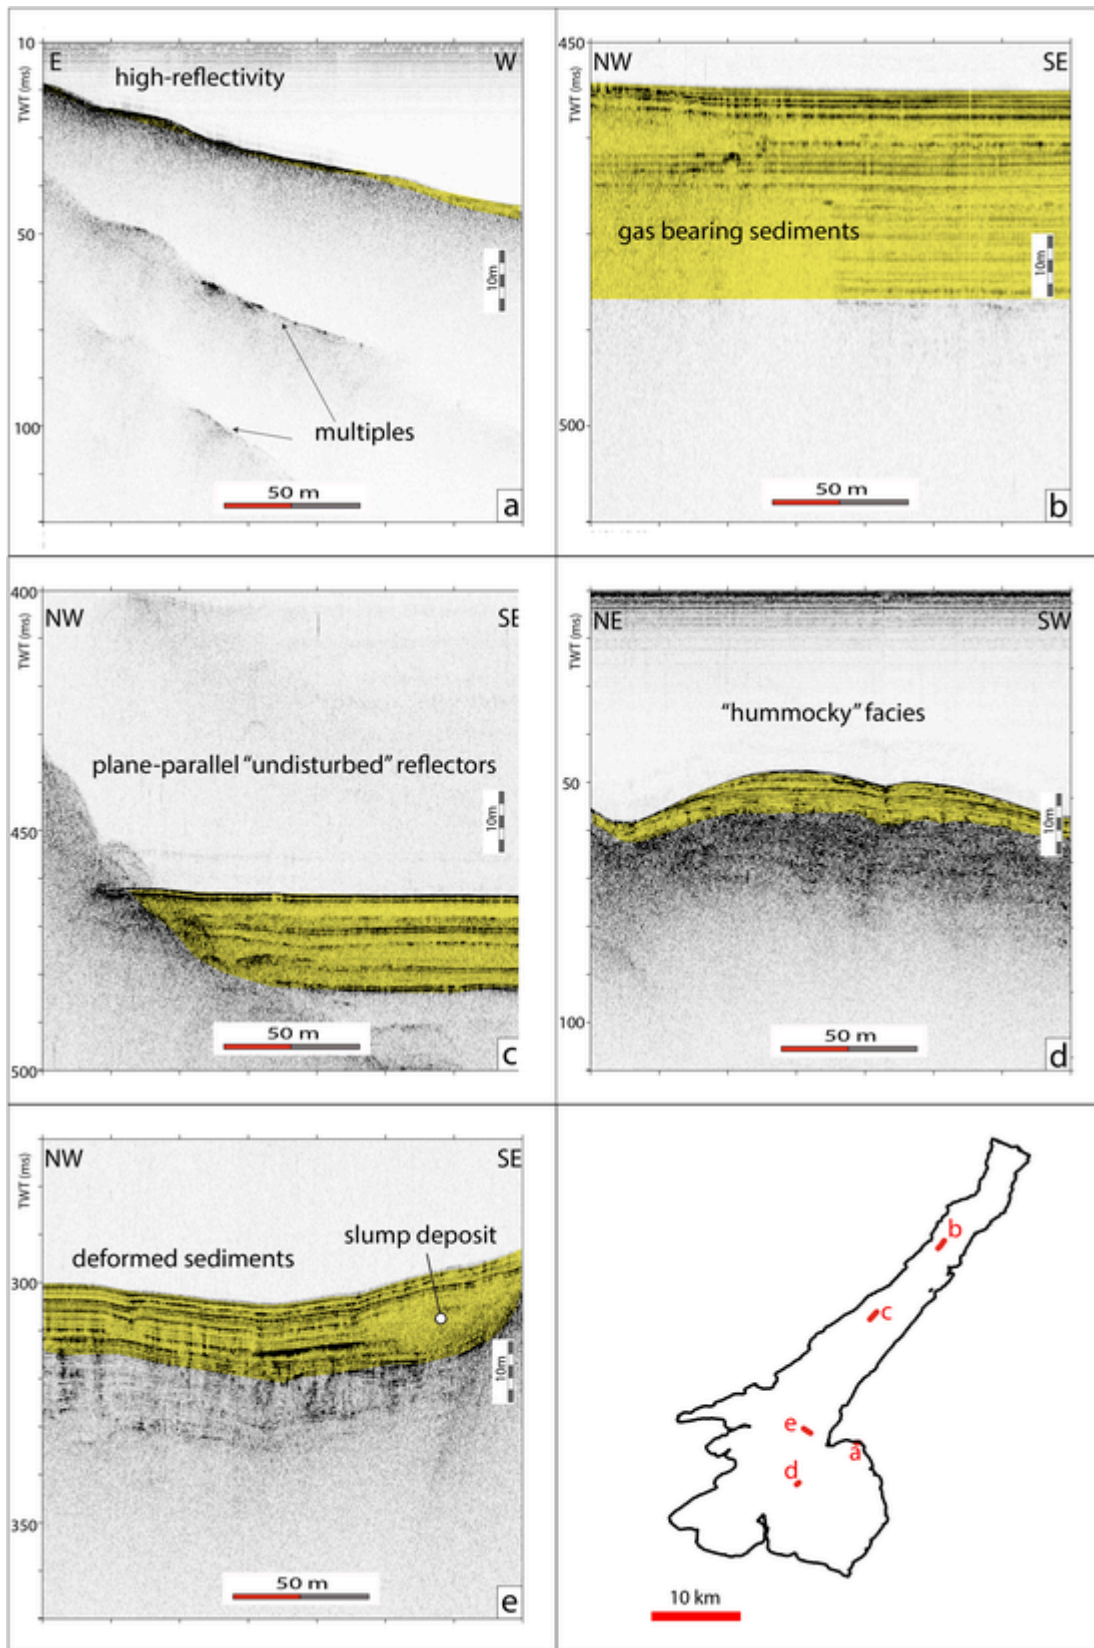 10
E
W
TWT (ms)
high-reflectivity
50
10m
multiples
100
50 m
a
450
NW
SE
TWT (ms)
gas bearing sediments
10m
500
50 m
b
400
NW
SE
TWT (ms)
plane-parallel “undisturbed” reflectors
10m
450
50 m
500
c
NE
SW
TWT (ms)
“hummocky” facies
50
10m
100
50 m
d
NW
SE
TWT (ms)
slump deposit
deformed sediments
300
10m
350
50 m
e
b
c
e
a
d
10 km